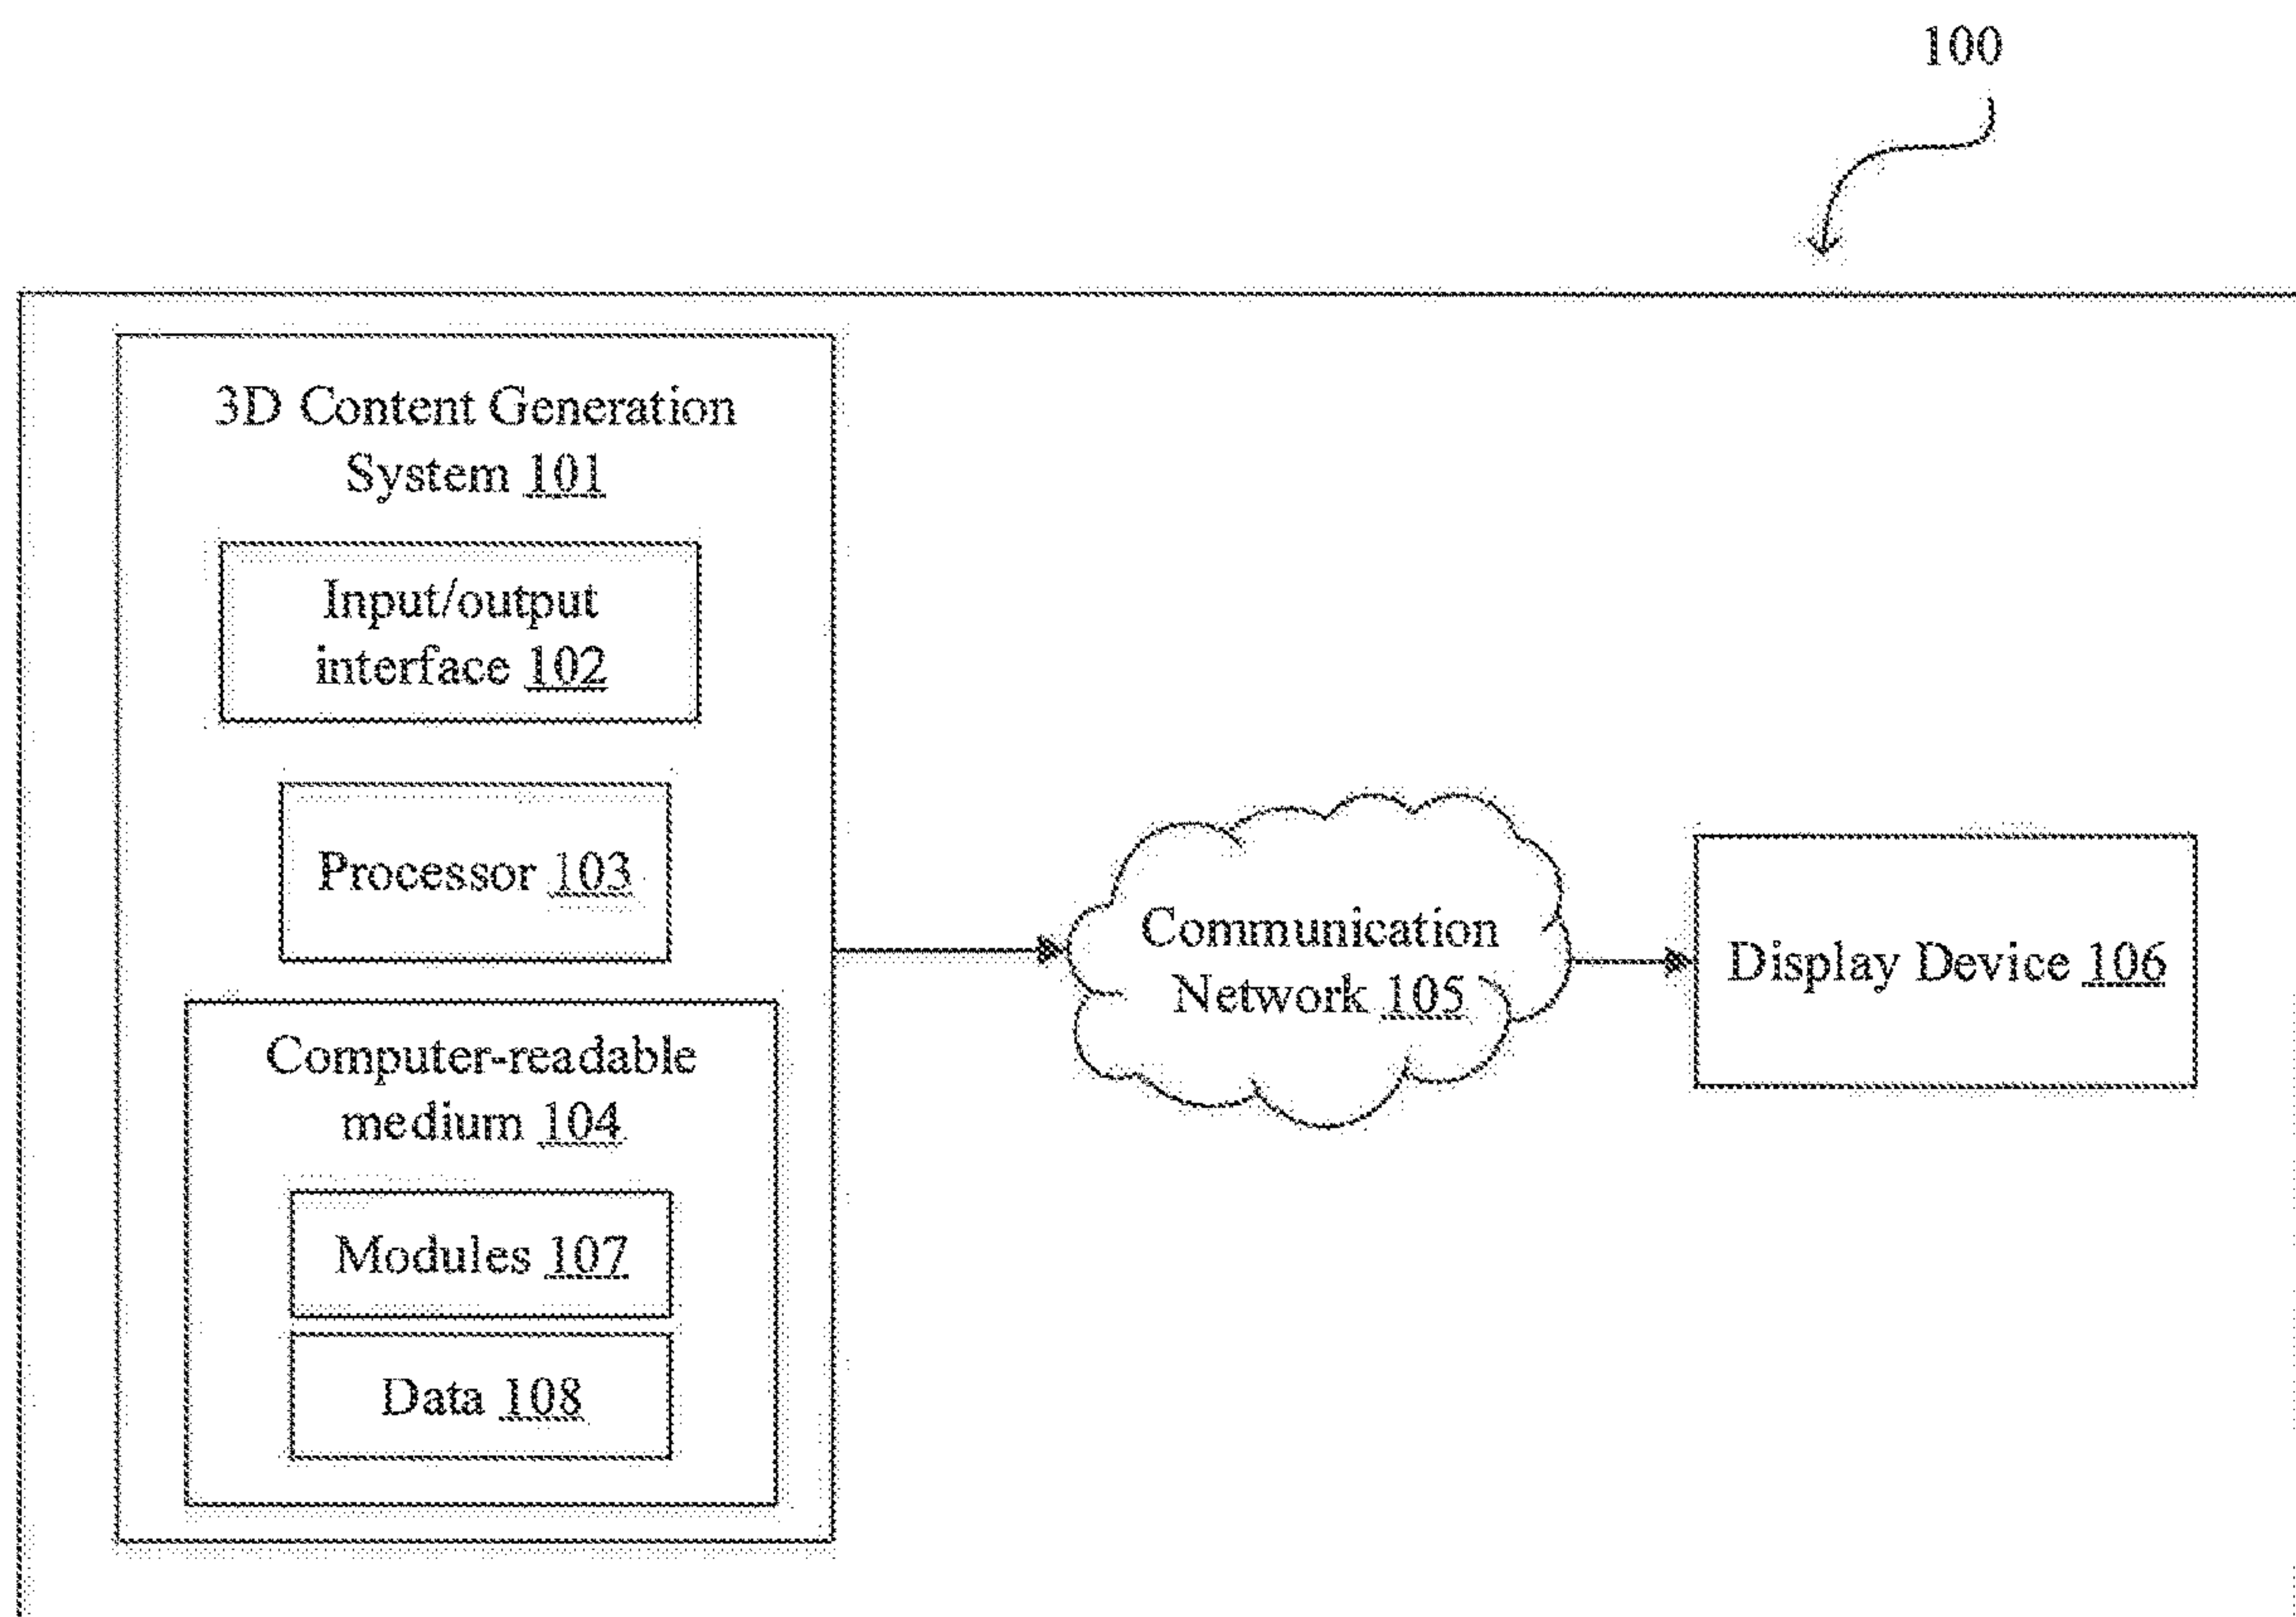 100
3D Content Generation
System 101
Input/output
interface 102
Processor 103
Computer-readable
medium 104
Modules 107
Data 108
Communication
Network 105
Display Device 106